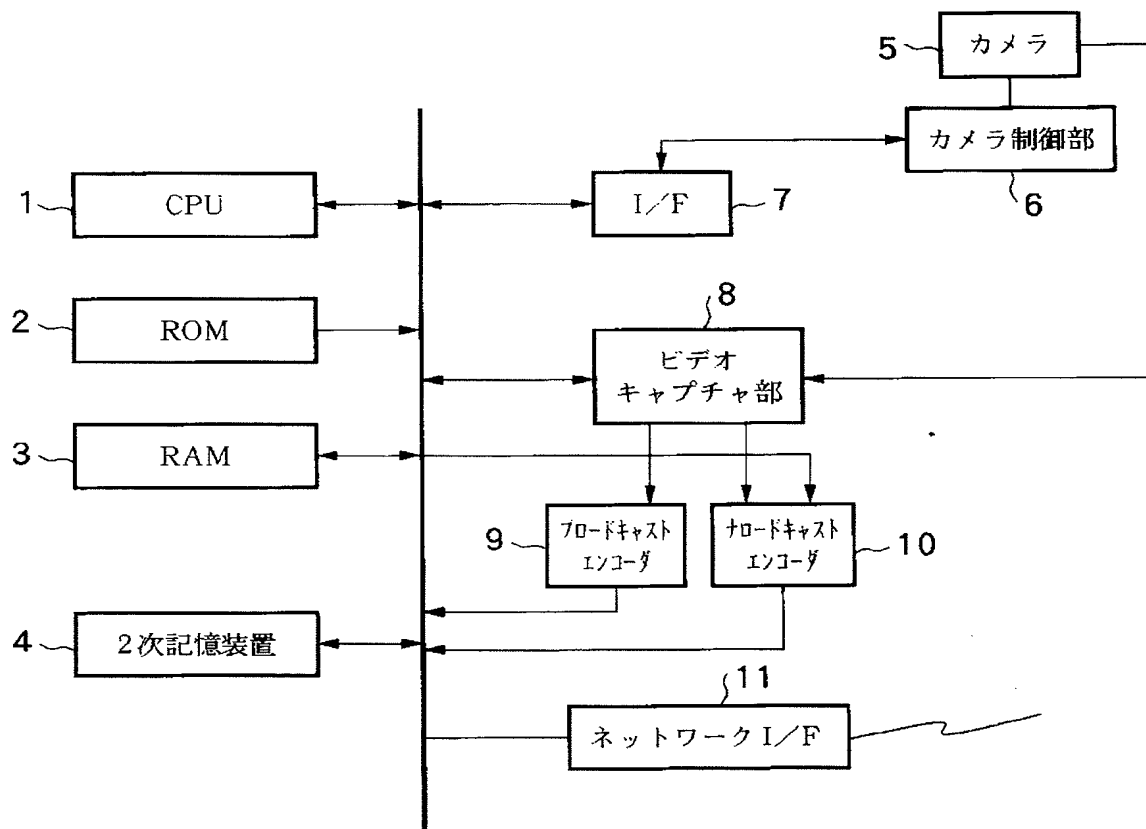 5
カメラ
カメラ制御部
6
1
CPU
I/F
7
2
ROM
8
ビデオ
キャプチャ部
3
RAM
9
ブロードキャスト
エンコーダ
ナロードキャスト
エンコーダ
10
4
2次記憶装置
11
ネットワークI/F